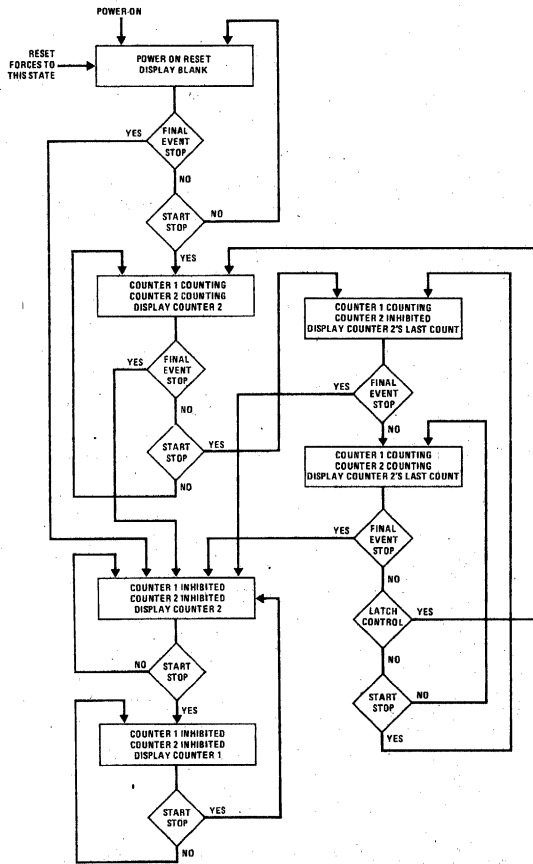 POWER-ON
RESET
FORCES TO
THIS STATE
POWER ON RESET
DISPLAY BLANK
YES
FINAL
EVENT
STOP
NO
START
STOP
NO
YES
COUNTER 1 COUNTING
COUNTER 2 COUNTING
DISPLAY COUNTER 2
YES
FINAL
EVENT
STOP
NO
START
STOP
YES
NO
COUNTER 1 COUNTING
COUNTER 2 INHIBITED
DISPLAY COUNTER 2'S LAST COUNT
YES
FINAL
EVENT
STOP
NO
COUNTER 1 COUNTING
COUNTER 2 COUNTING
DISPLAY COUNTER 2'S LAST COUNT
YES
FINAL
EVENT
STOP
NO
LATCH
CONTROL
YES
NO
START
STOP
NO
YES
COUNTER 1 INHIBITED
COUNTER 2 INHIBITED
DISPLAY COUNTER 2
NO
START
STOP
YES
COUNTER 1 INHIBITED
COUNTER 2 INHIBITED
DISPLAY COUNTER 1
START
STOP
YES
NO